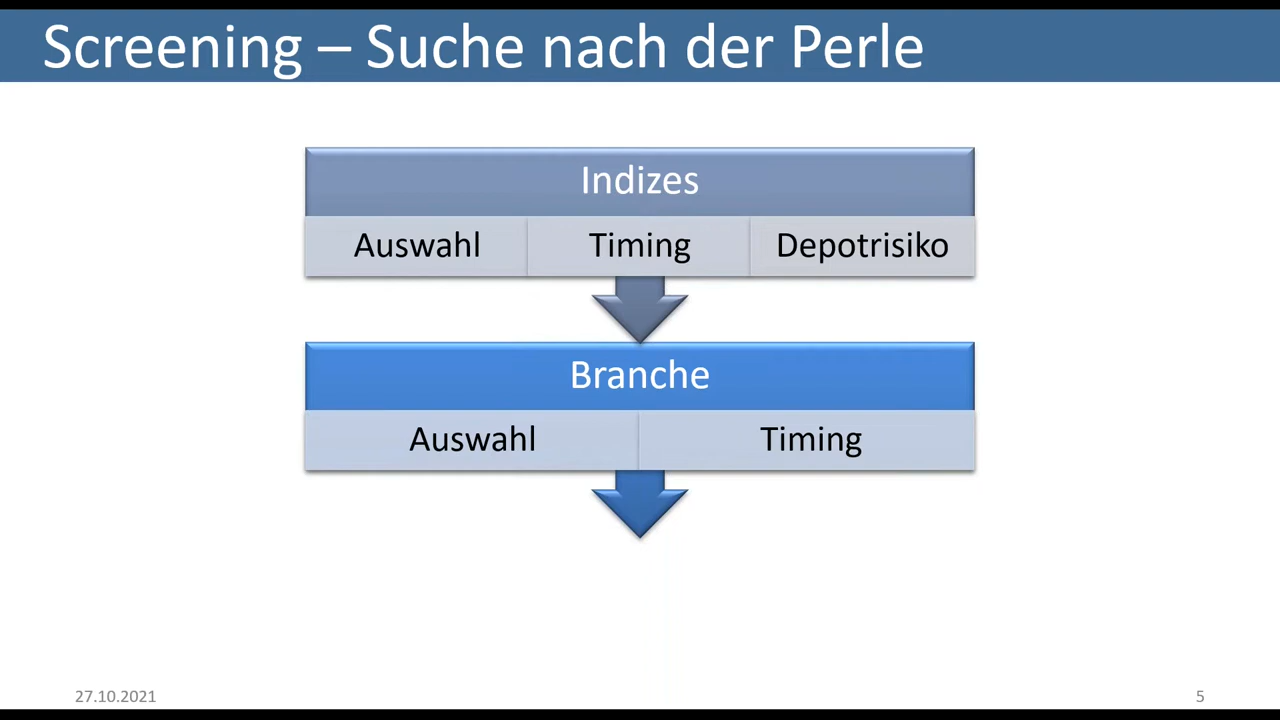 Screening – Suche nach der Perle
Indizes
Auswahl Timing Depotrisiko
Branche
Auswahl Timing
27.10.2021 5